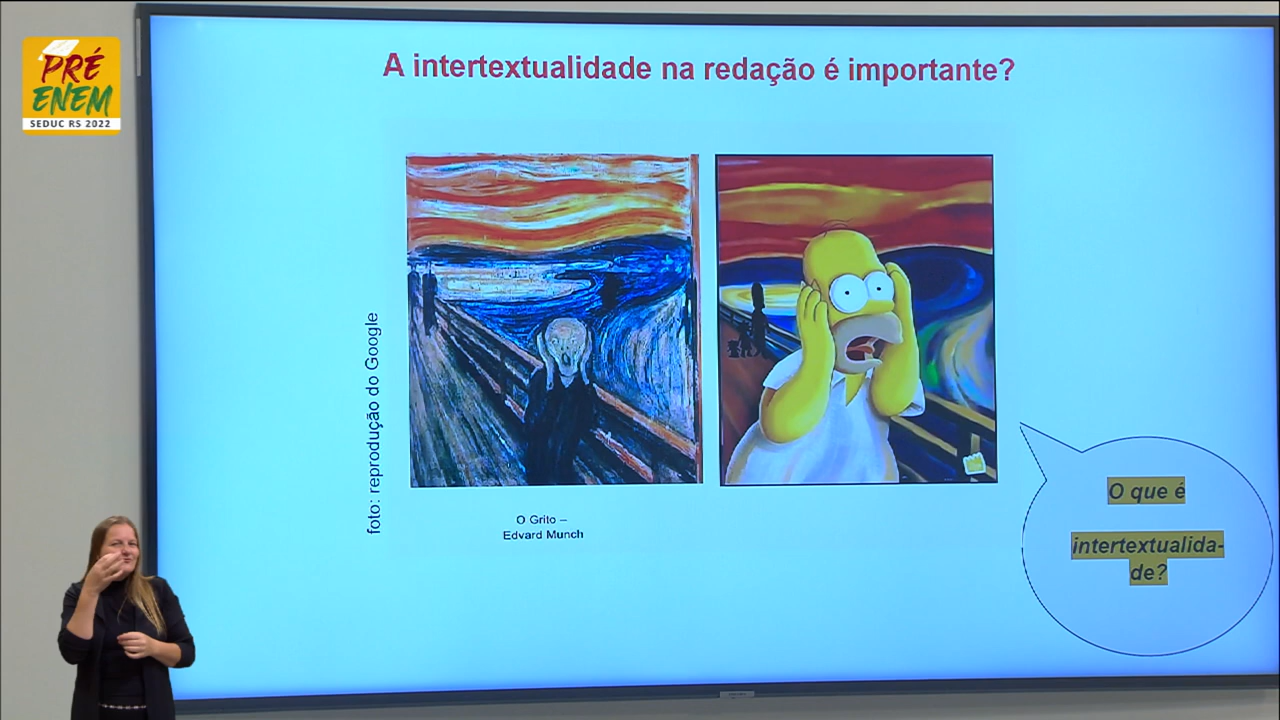 PRÉ
ENEM
SEDUC RS 2022
A intertextualidade na redação é importante?
foto: reprodução do Google
O Grito –
Edvard Munch
O que é
intertextualida-
de?